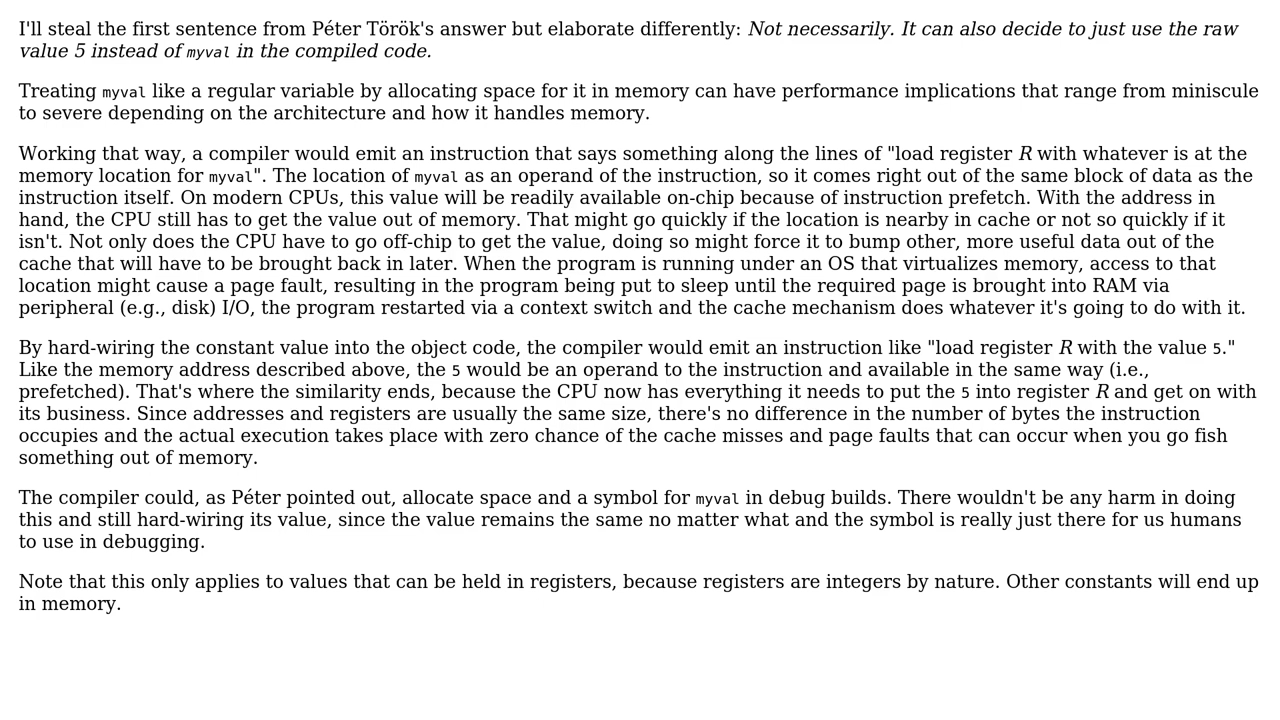 I'll steal the first sentence from Péter Török's answer but elaborate differently: Not necessarily. It can also decide to just use the raw
value 5 instead of myval in the compiled code.
Treating myval like a regular variable by allocating space for it in memory can have performance implications that range from miniscule
to severe depending on the architecture and how it handles memory.
Working that way, a compiler would emit an instruction that says something along the lines of "load register R with whatever is at the
memory location for myval". The location of myval as an operand of the instruction, so it comes right out of the same block of data as the
instruction itself. On modern CPUs, this value will be readily available on-chip because of instruction prefetch. With the address in
hand, the CPU still has to get the value out of memory. That might go quickly if the location is nearby in cache or not so quickly if it
isn't. Not only does the CPU have to go off-chip to get the value, doing so might force it to bump other, more useful data out of the
cache that will have to be brought back in later. When the program is running under an OS that virtualizes memory, access to that
location might cause a page fault, resulting in the program being put to sleep until the required page is brought into RAM via
peripheral (e.g., disk) I/O, the program restarted via a context switch and the cache mechanism does whatever it's going to do with it.
By hard-wiring the constant value into the object code, the compiler would emit an instruction like "load register R with the value 5."
Like the memory address described above, the 5 would be an operand to the instruction and available in the same way (i.e.,
prefetched). That's where the similarity ends, because the CPU now has everything it needs to put the 5 into register R and get on with
its business. Since addresses and registers are usually the same size, there's no difference in the number of bytes the instruction
occupies and the actual execution takes place with zero chance of the cache misses and page faults that can occur when you go fish
something out of memory.
The compiler could, as Péter pointed out, allocate space and a symbol for myval in debug builds. There wouldn't be any harm in doing
this and still hard-wiring its value, since the value remains the same no matter what and the symbol is really just there for us humans
to use in debugging.
Note that this only applies to values that can be held in registers, because registers are integers by nature. Other constants will end up
in memory.